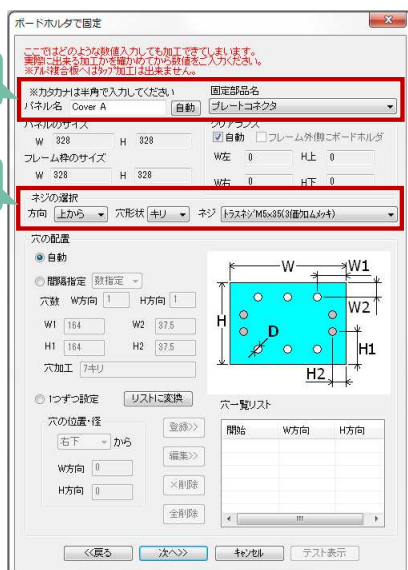 ボードホルダで固定
ここではどのような数値入力しても加工できてしまいます。
実際に出来る加工かを確かめてから数値をご入力ください。
※アルミ複合板へはタップ加工は出来ません。
※カタカナは半角で入力してください 固定部品名
パネル名 Cover A 自動 プレートコネクタ
パネルのサイズ クリアランス
W 328 H 328 自動 フレーム外側にボードホルダ
フレーム枠のサイズ W左 0 H上 0
W 328 H 328
W右 0 H下 0
ネジの選択
方向 上から 穴形状 キリ ネジ トラスネジM5×35(3価クロムメッキ)
穴の配置
自動
間隔指定 数指定
穴数 W方向 1 H方向 1
W1 164 W2 37.5
H1 164 H2 37.5
穴加工 7キリ
W W1 W2 H D H1 H2
1つずつ設定 リストに変換 穴一覧リスト
穴の位置・径 登録>> 開始 W方向 H方向
右下 から 編集>>
W方向 0 ×削除
H方向 0
全削除
<<戻る 次へ>> キャンセル テスト表示